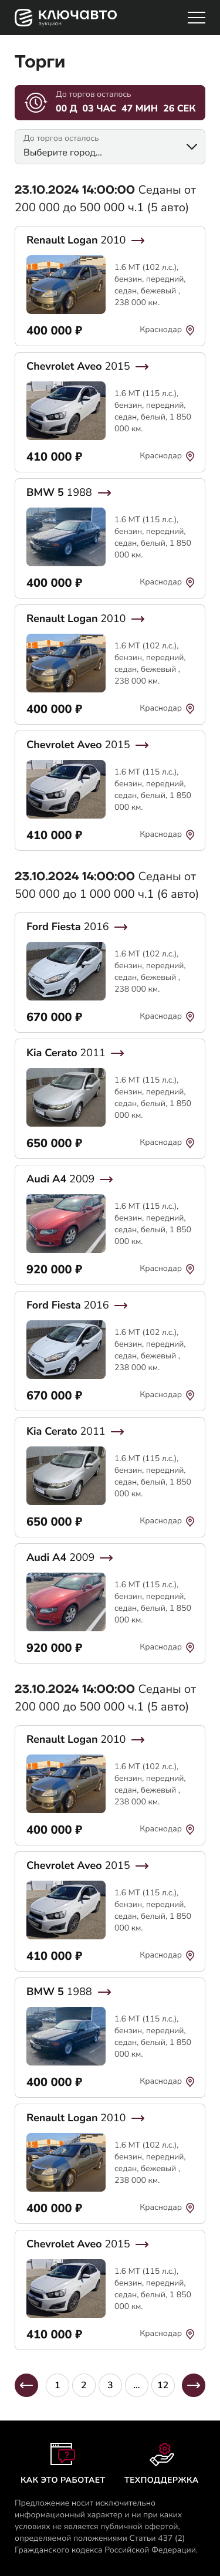 КЛЮЧАВТО
аукцион
Торги
До торгов осталось
00 Д 03 ЧАС 47 МИН 26 СЕК
До торгов осталось
Выберите город...
23.10.2024 14:00:00 Седаны от
200 000 до 500 000 ч.1 (5 авто)
Renault Logan 2010
1.6 MT (102 л.с.),
бензин, передний,
седан, бежевый ,
238 000 км.
400 000 ₽
Краснодар
Chevrolet Aveo 2015
1.6 MT (115 л.с.),
бензин, передний,
седан, белый, 1 850
000 км.
410 000 ₽
Краснодар
BMW 5 1988
1.6 MT (115 л.с.),
бензин, передний,
седан, белый, 1 850
000 км.
400 000 ₽
Краснодар
Renault Logan 2010
1.6 MT (102 л.с.),
бензин, передний,
седан, бежевый ,
238 000 км.
400 000 ₽
Краснодар
Chevrolet Aveo 2015
1.6 MT (115 л.с.),
бензин, передний,
седан, белый, 1 850
000 км.
410 000 ₽
Краснодар
23.10.2024 14:00:00 Седаны от
500 000 до 1 000 000 ч.1 (6 авто)
Ford Fiesta 2016
1.6 MT (102 л.с.),
бензин, передний,
седан, бежевый ,
238 000 км.
670 000 ₽
Краснодар
Kia Cerato 2011
1.6 MT (115 л.с.),
бензин, передний,
седан, белый, 1 850
000 км.
650 000 ₽
Краснодар
Audi A4 2009
1.6 MT (115 л.с.),
бензин, передний,
седан, белый, 1 850
000 км.
920 000 ₽
Краснодар
Ford Fiesta 2016
1.6 MT (102 л.с.),
бензин, передний,
седан, бежевый ,
238 000 км.
670 000 ₽
Краснодар
Kia Cerato 2011
1.6 MT (115 л.с.),
бензин, передний,
седан, белый, 1 850
000 км.
650 000 ₽
Краснодар
Audi A4 2009
1.6 MT (115 л.с.),
бензин, передний,
седан, белый, 1 850
000 км.
920 000 ₽
Краснодар
23.10.2024 14:00:00 Седаны от
200 000 до 500 000 ч.1 (5 авто)
Renault Logan 2010
1.6 MT (102 л.с.),
бензин, передний,
седан, бежевый ,
238 000 км.
400 000 ₽
Краснодар
Chevrolet Aveo 2015
1.6 MT (115 л.с.),
бензин, передний,
седан, белый, 1 850
000 км.
410 000 ₽
Краснодар
BMW 5 1988
1.6 MT (115 л.с.),
бензин, передний,
седан, белый, 1 850
000 км.
400 000 ₽
Краснодар
Renault Logan 2010
1.6 MT (102 л.с.),
бензин, передний,
седан, бежевый ,
238 000 км.
400 000 ₽
Краснодар
Chevrolet Aveo 2015
1.6 MT (115 л.с.),
бензин, передний,
седан, белый, 1 850
000 км.
410 000 ₽
Краснодар
1 2 3 ... 12
КАК ЭТО РАБОТАЕТ
ТЕХПОДДЕРЖКА
Предложение носит исключительно
информационный характер и ни при каких
условиях не является публичной офертой,
определяемой положениями Статьи 437 (2)
Гражданского кодекса Российской Федерации.